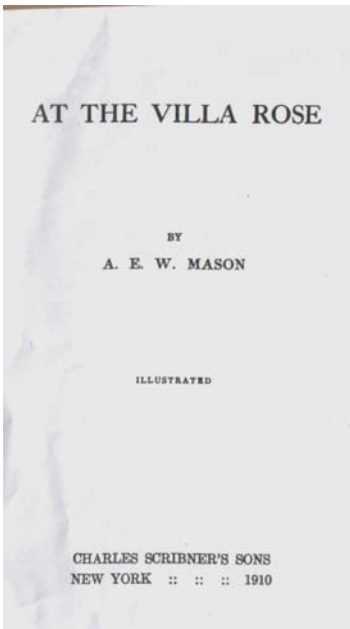 AT THE VILLA ROSE
BY
A. E. W. MASON
ILLUSTRATED
CHARLES SCRIBNER'S SONS
NEW YORK :: :: :: 1910